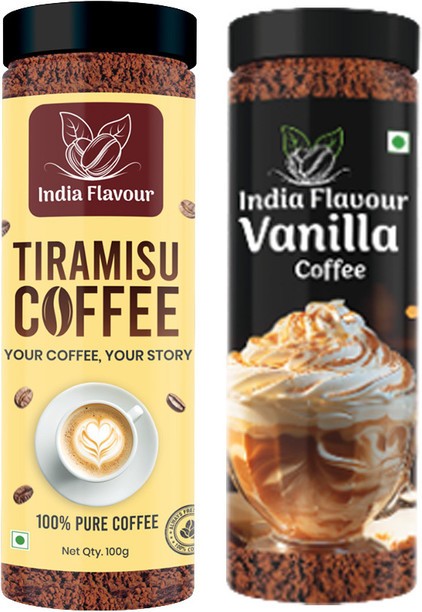 India Flavour
TIRAMISU
COFFEE
YOUR COFFEE, YOUR STORY
100% PURE COFFEE
Net Qty. 100g
India Flavour
Vanilla
Coffee